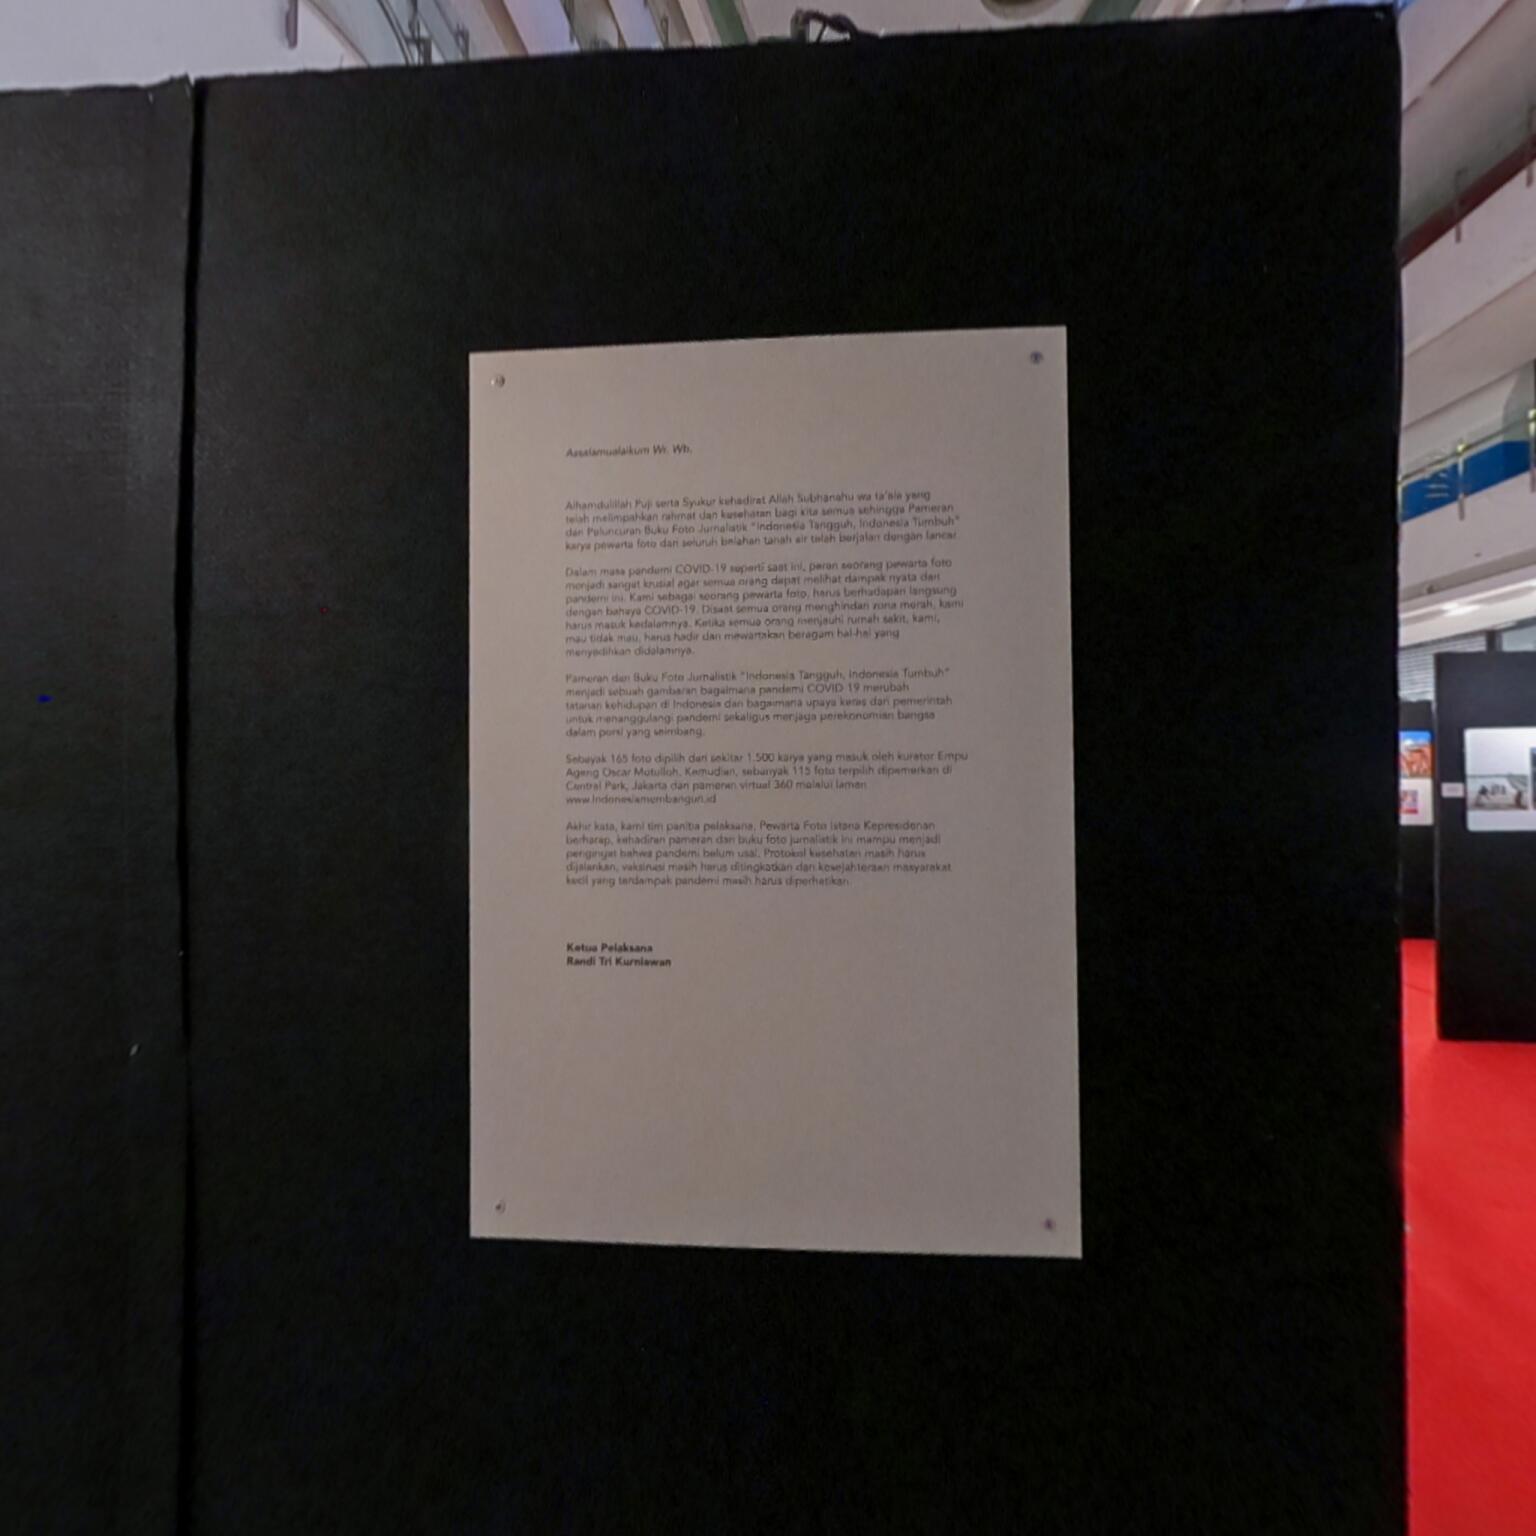 Assalamualaikum Wr. Wb.
Alhamdulillah Puji serta Syukur kehadirat Allah Subhanahu wa ta'ala yang
telah melimpahkan rahmat dan kesehatan bagi kita semua sehingga Pameran
dan Peluncuran Buku Foto Jurnalistik "Indonesia Tangguh, Indonesia Tumbuh"
karya pewarta foto dari seluruh belahan tanah air telah berjalan dengan lancar.
Dalam masa pandemi COVID-19 seperti saat ini, peran seorang pewarta foto
menjadi sangat krusial agar semua orang dapat melihat dampak nyata dari
pandemi ini. Kami sebagai seorang pewarta foto, harus berhadapan langsung
dengan bahaya COVID-19. Disaat semua orang menghindari zona merah, kami
harus masuk kedalamnya. Ketika semua orang menjauhi rumah sakit, kami,
mau tidak mau, harus hadir dan mewartakan beragam hal-hal yang
menyedihkan didalamnya.
Pameran dan Buku Foto Jurnalistik "Indonesia Tangguh, Indonesia Tumbuh"
menjadi sebuah gambaran bagaimana pandemi COVID-19 merubah
tatanan kehidupan di Indonesia dan bagaimana upaya keras dari pemerintah
untuk menanggulangi pandemi sekaligus menjaga perekonomian bangsa
dalam porsi yang seimbang.
Sebayak 165 foto dipilih dari sekitar 1.500 karya yang masuk oleh kurator Empu
Ageng Oscar Motulloh. Kemudian, sebanyak 115 foto terpilih dipamerkan di
Central Park, Jakarta dan pameran virtual 360 melalui laman
www.indonesiamembangun.id
Akhir kata, kami tim panitia pelaksana, Pewarta Foto Istana Kepresidenan
berharap, kehadiran pameran dan buku foto jurnalistik ini mampu menjadi
pengingat bahwa pandemi belum usai. Protokol kesehatan masih harus
dijalankan, vaksinasi masih harus ditingkatkan dan kesejahteraan masyarakat
kecil yang terdampak pandemi masih harus diperhatikan.
Ketua Pelaksana
Randi Tri Kurniawan